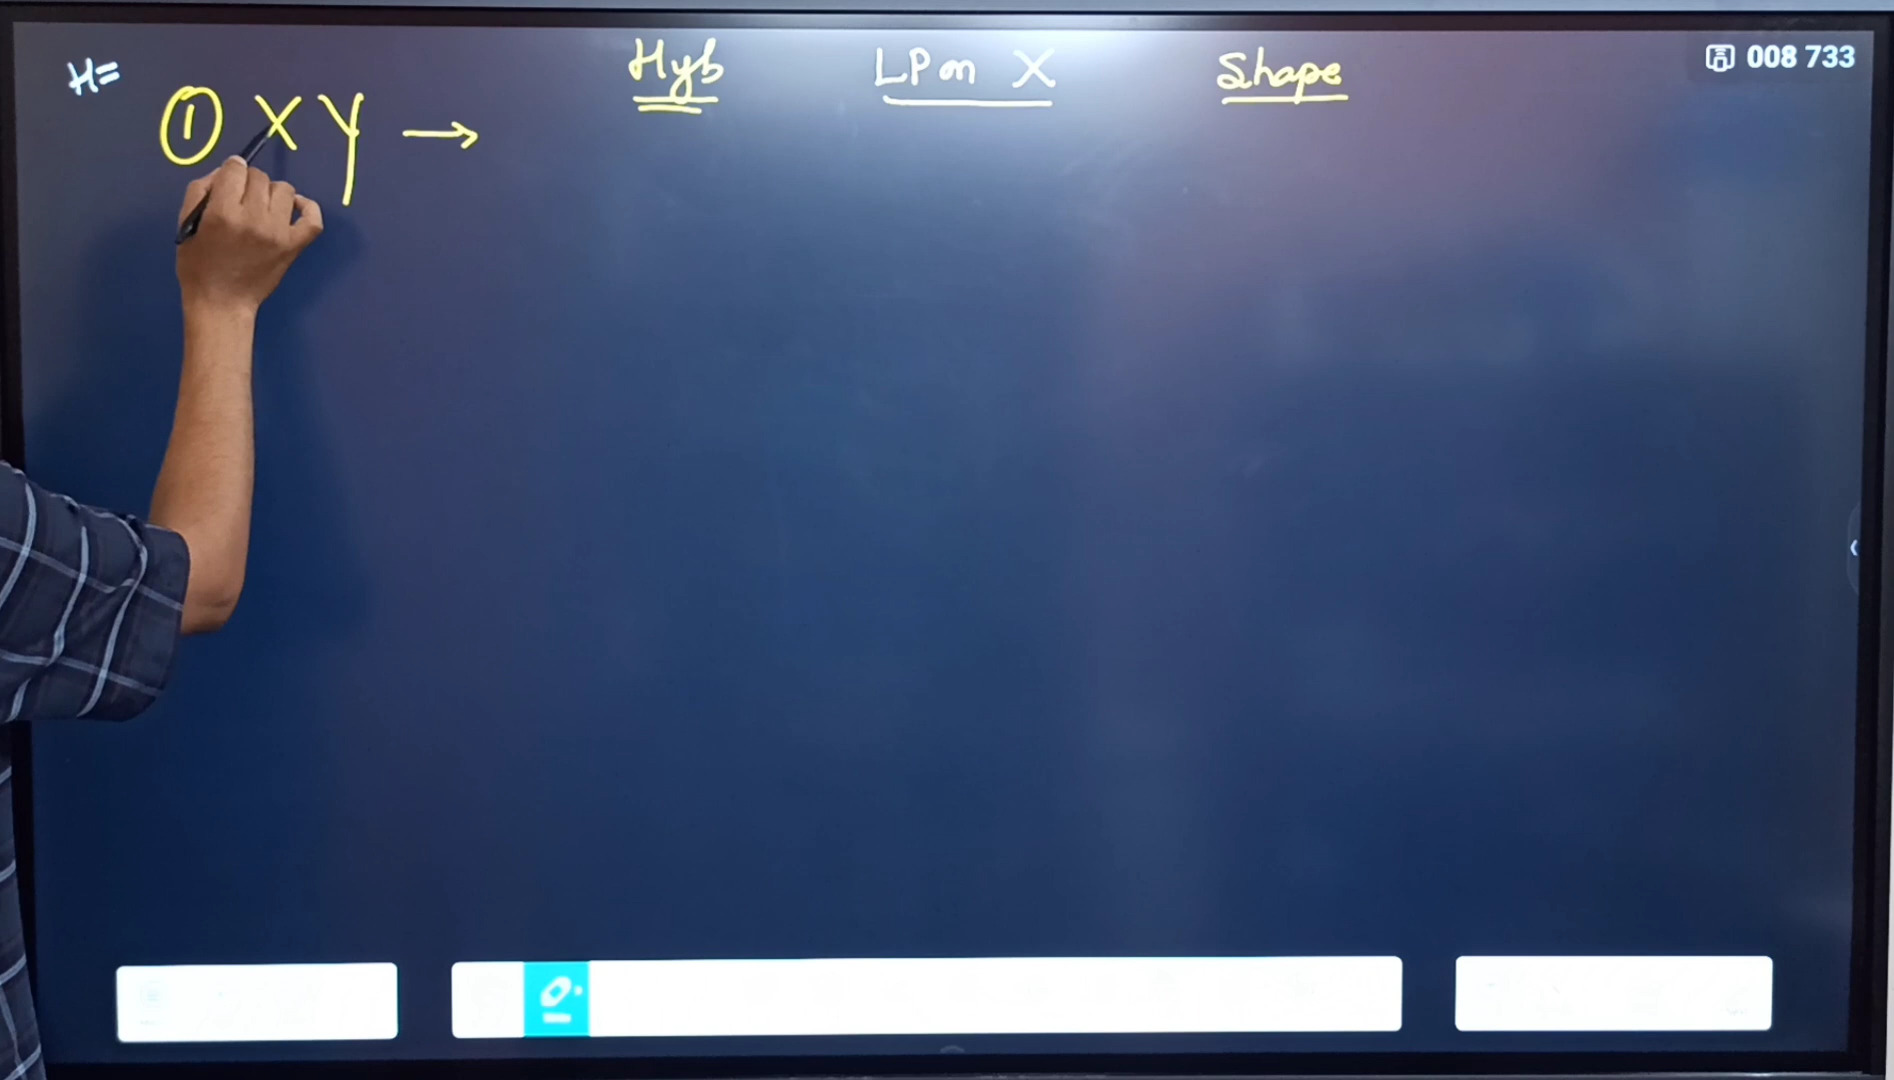 H=
Hyb LP on X Shape
008 733
① XY →